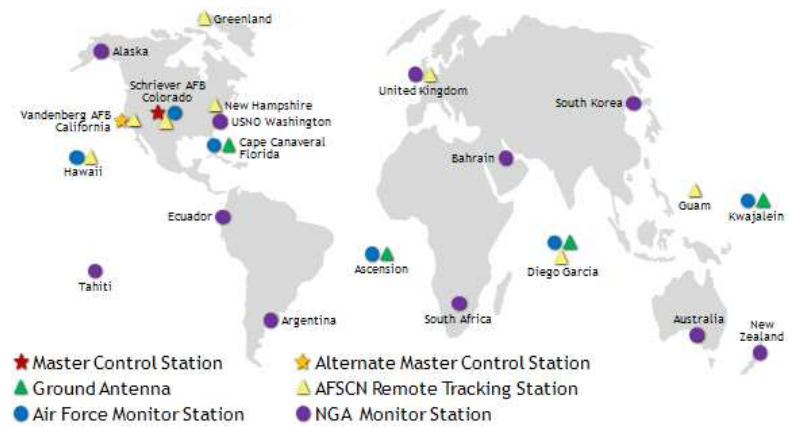 Greenland
Alaska
Schriever AFB
Colorado
United Kingdom
New Hampshire
South Korea
Vandenberg AFB
California
USNO Washington
Cape Canaveral
Florida
Bahrain
Hawaii
Guam
Kwajalein
Ecuador
Ascension
Diego Garcia
Tahiti
Argentina
South Africa
Australia
New
Zealand
Master Control Station
Alternate Master Control Station
Ground Antenna
AFSCN Remote Tracking Station
Air Force Monitor Station
NGA Monitor Station